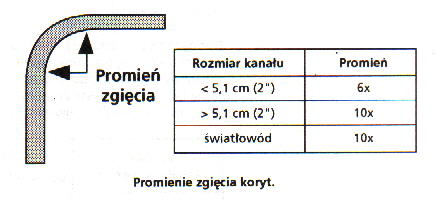 Promień
zgięcia
Rozmiar kanału Promień
< 5,1 cm (2") 6x
> 5,1 cm (2") 10x
światłowód 10x
Promienie zgięcia koryt.